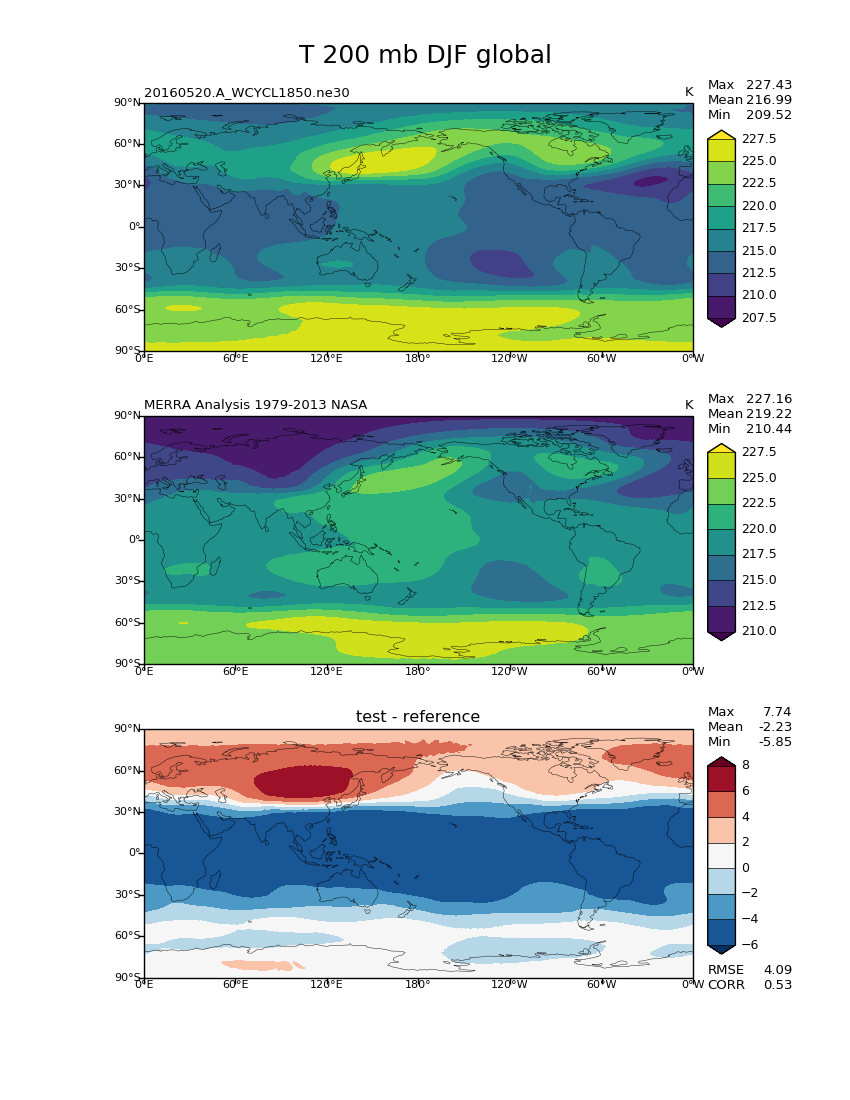 T 200 mb DJF global
20160520.A_WCYCL1850.ne30 K
Max 227.43
Mean 216.99
Min 209.52
90°N
60°N
30°N
0°
30°S
60°S
90°S
0°E 60°E 120°E 180° 120°W 60°W 0°W
227.5
225.0
222.5
220.0
217.5
215.0
212.5
210.0
207.5
MERRA Analysis 1979-2013 NASA K
Max 227.16
Mean 219.22
Min 210.44
90°N
60°N
30°N
0°
30°S
60°S
90°S
0°E 60°E 120°E 180° 120°W 60°W 0°W
227.5
225.0
222.5
220.0
217.5
215.0
212.5
210.0
test - reference
Max 7.74
Mean -2.23
Min -5.85
90°N
60°N
30°N
0°
30°S
60°S
90°S
0°E 60°E 120°E 180° 120°W 60°W 0°W
8
6
4
2
0
−2
−4
−6
RMSE 4.09
CORR 0.53